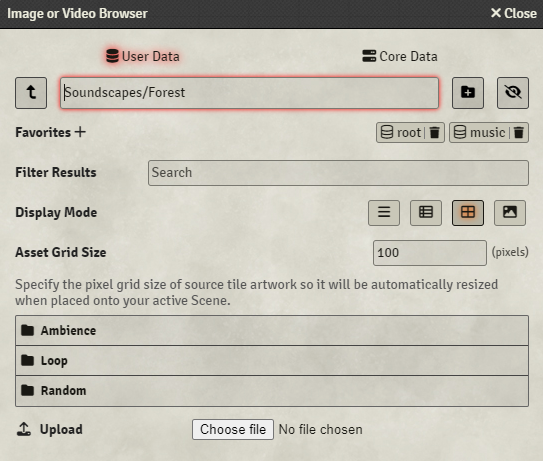 Image or Video Browser Close
User Data Core Data
Soundscapes/Forest
Favorites root music
Filter Results Search
Display Mode
Asset Grid Size 100 (pixels)
Specify the pixel grid size of source tile artwork so it will be automatically resized
when placed onto your active Scene.
Ambience
Loop
Random
Upload Choose file No file chosen